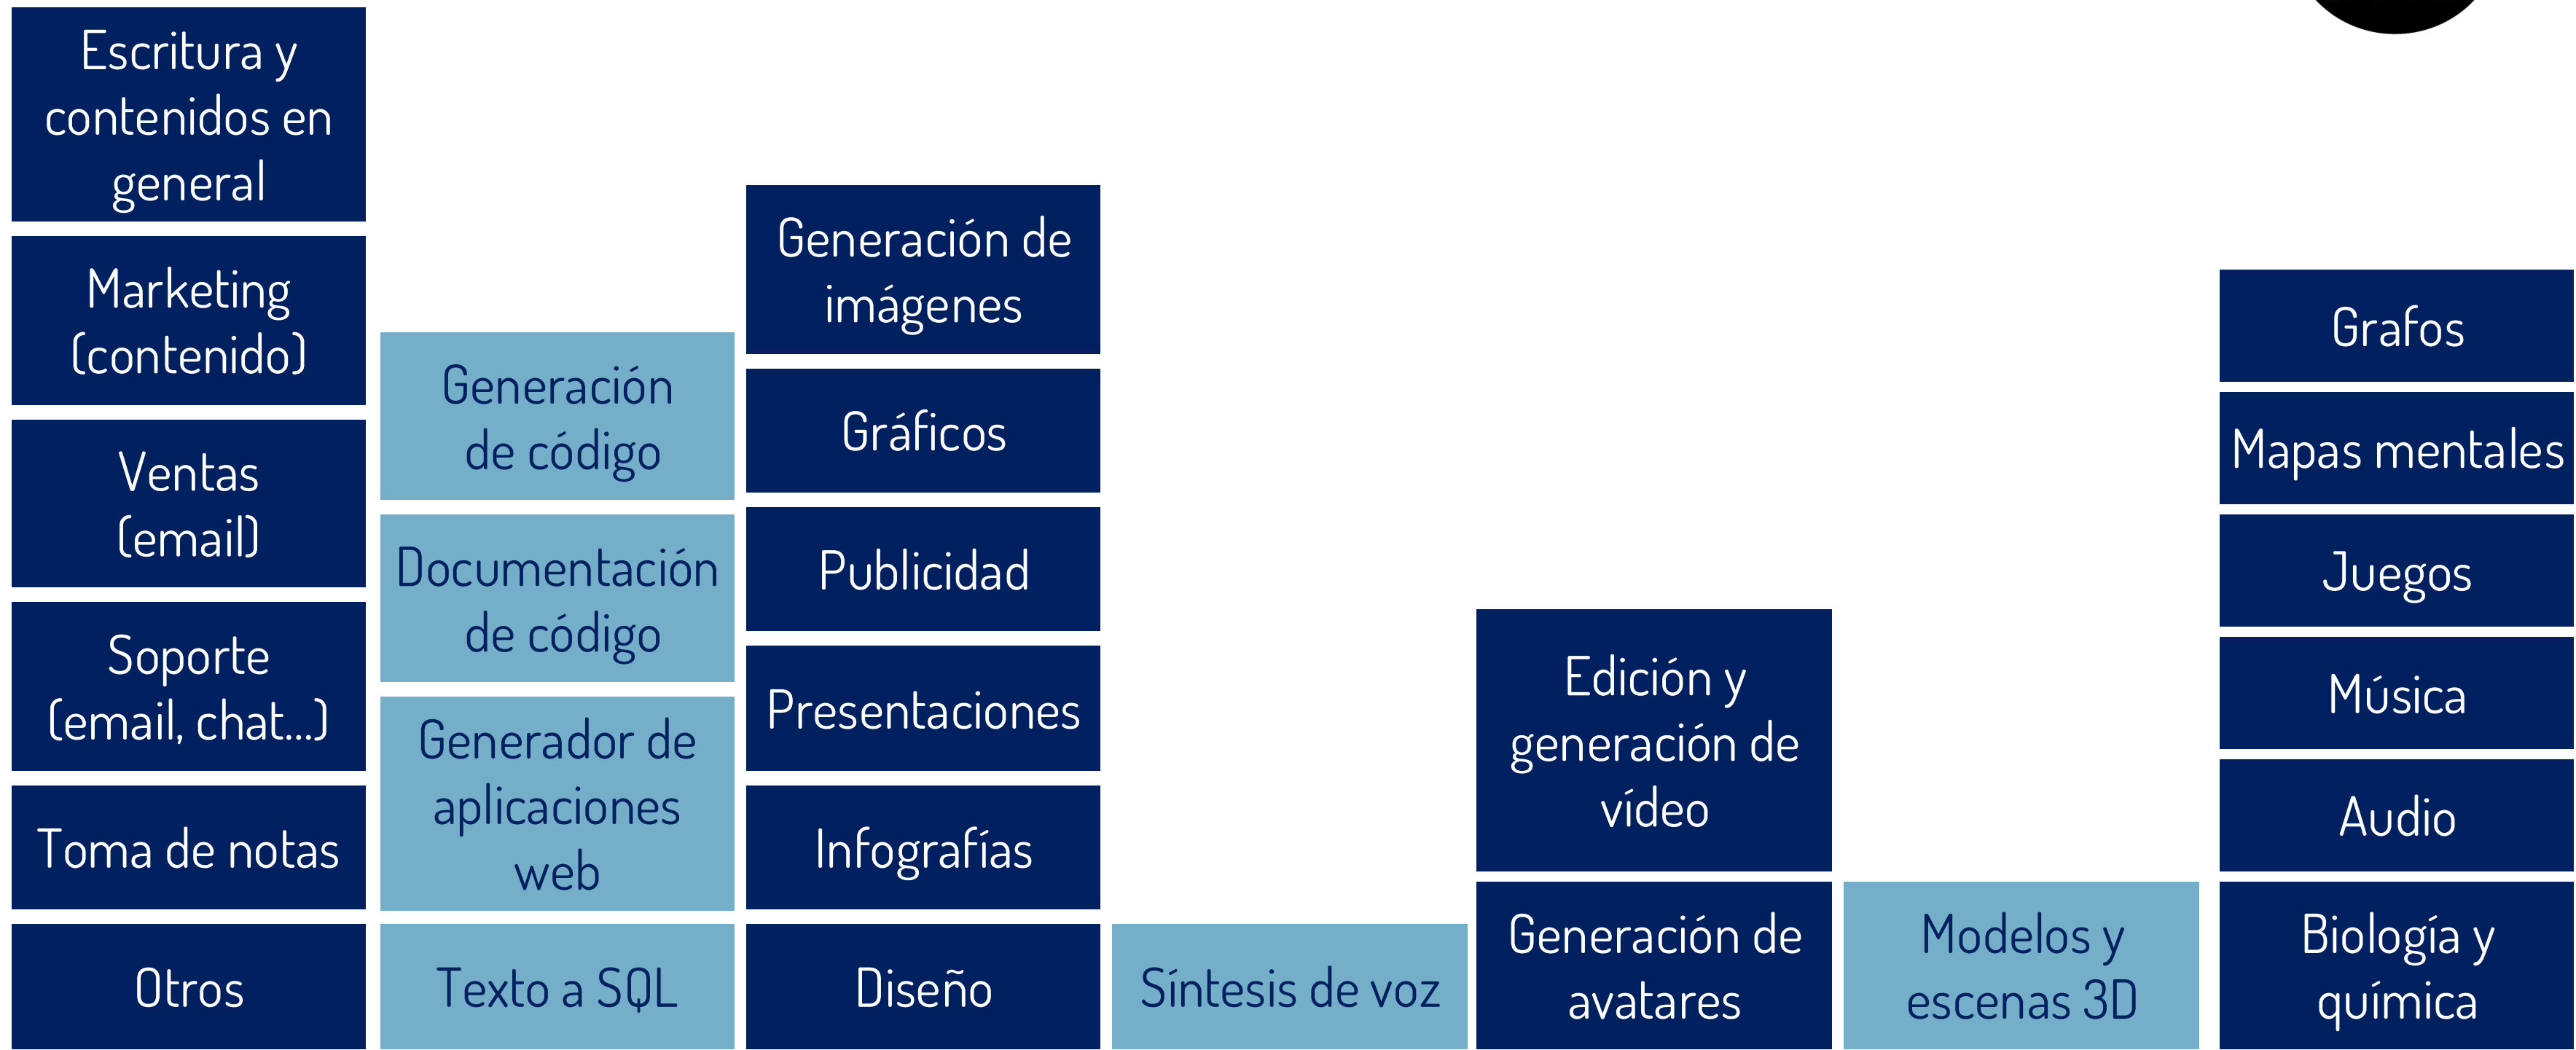 Escritura y
contenidos en
general
Marketing
(contenido)
Ventas
(email)
Soporte
(email, chat...)
Toma de notas
Otros
Generación
de código
Documentación
de código
Generador de
aplicaciones
web
Texto a SQL
Generación de
imágenes
Gráficos
Publicidad
Presentaciones
Infografías
Diseño
Síntesis de voz
Edición y
generación de
vídeo
Generación de
avatares
Modelos y
escenas 3D
Grafos
Mapas mentales
Juegos
Música
Audio
Biología y
química